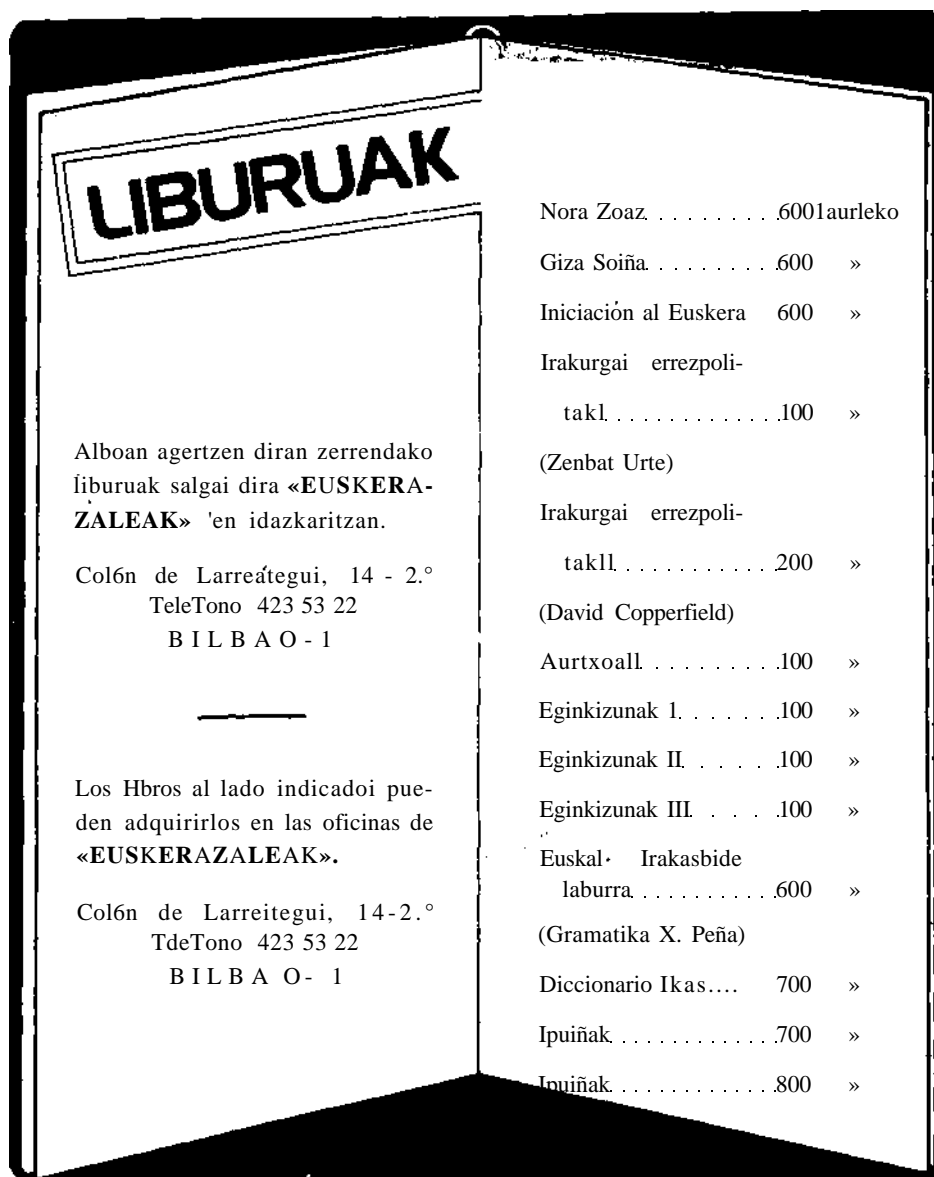 LIBURUAK
Alboan agertzen diran zerrendako
liburuak salgai dira «EUSKERA-
ZALEAK» 'en idazkaritzan.
Col6n de Larreátegui, 14 - 2.°
TeleTono 423 53 22
BILBAO-1
Los Hbros al lado indicadoi pue-
den adquirirlos en las oficinas de
«EUSKERAZALEAK».
Col6n de Larreitegui, 14-2.°
TdeTono 423 53 22
BILBA O- 1
Nora Zoaz . . . . . . . . . . 6001aurleko
Giza Soiña . . . . . . . . . . 600 »
Iniciación al Euskera 600 »
Irakurgai errezpoli-
takl . . . . . . . . . . . . . 100 »
(Zenbat Urte)
Irakurgai errezpoli-
takll . . . . . . . . . . . . 200 »
(David Copperfield)
Aurtxoall . . . . . . . . . . 100 »
Eginkizunak 1 . . . . . . . 100 »
Eginkizunak II . . . . . . 100 »
Eginkizunak III . . . . . 100 »
Euskal Irakasbide
laburra . . . . . . . . . . . 600 »
(Gramatika X. Peña)
Diccionario Ikas.... 700 »
Ipuiñak . . . . . . . . . . . . 700 »
Ipuiñak . . . . . . . . . . . . 800 »